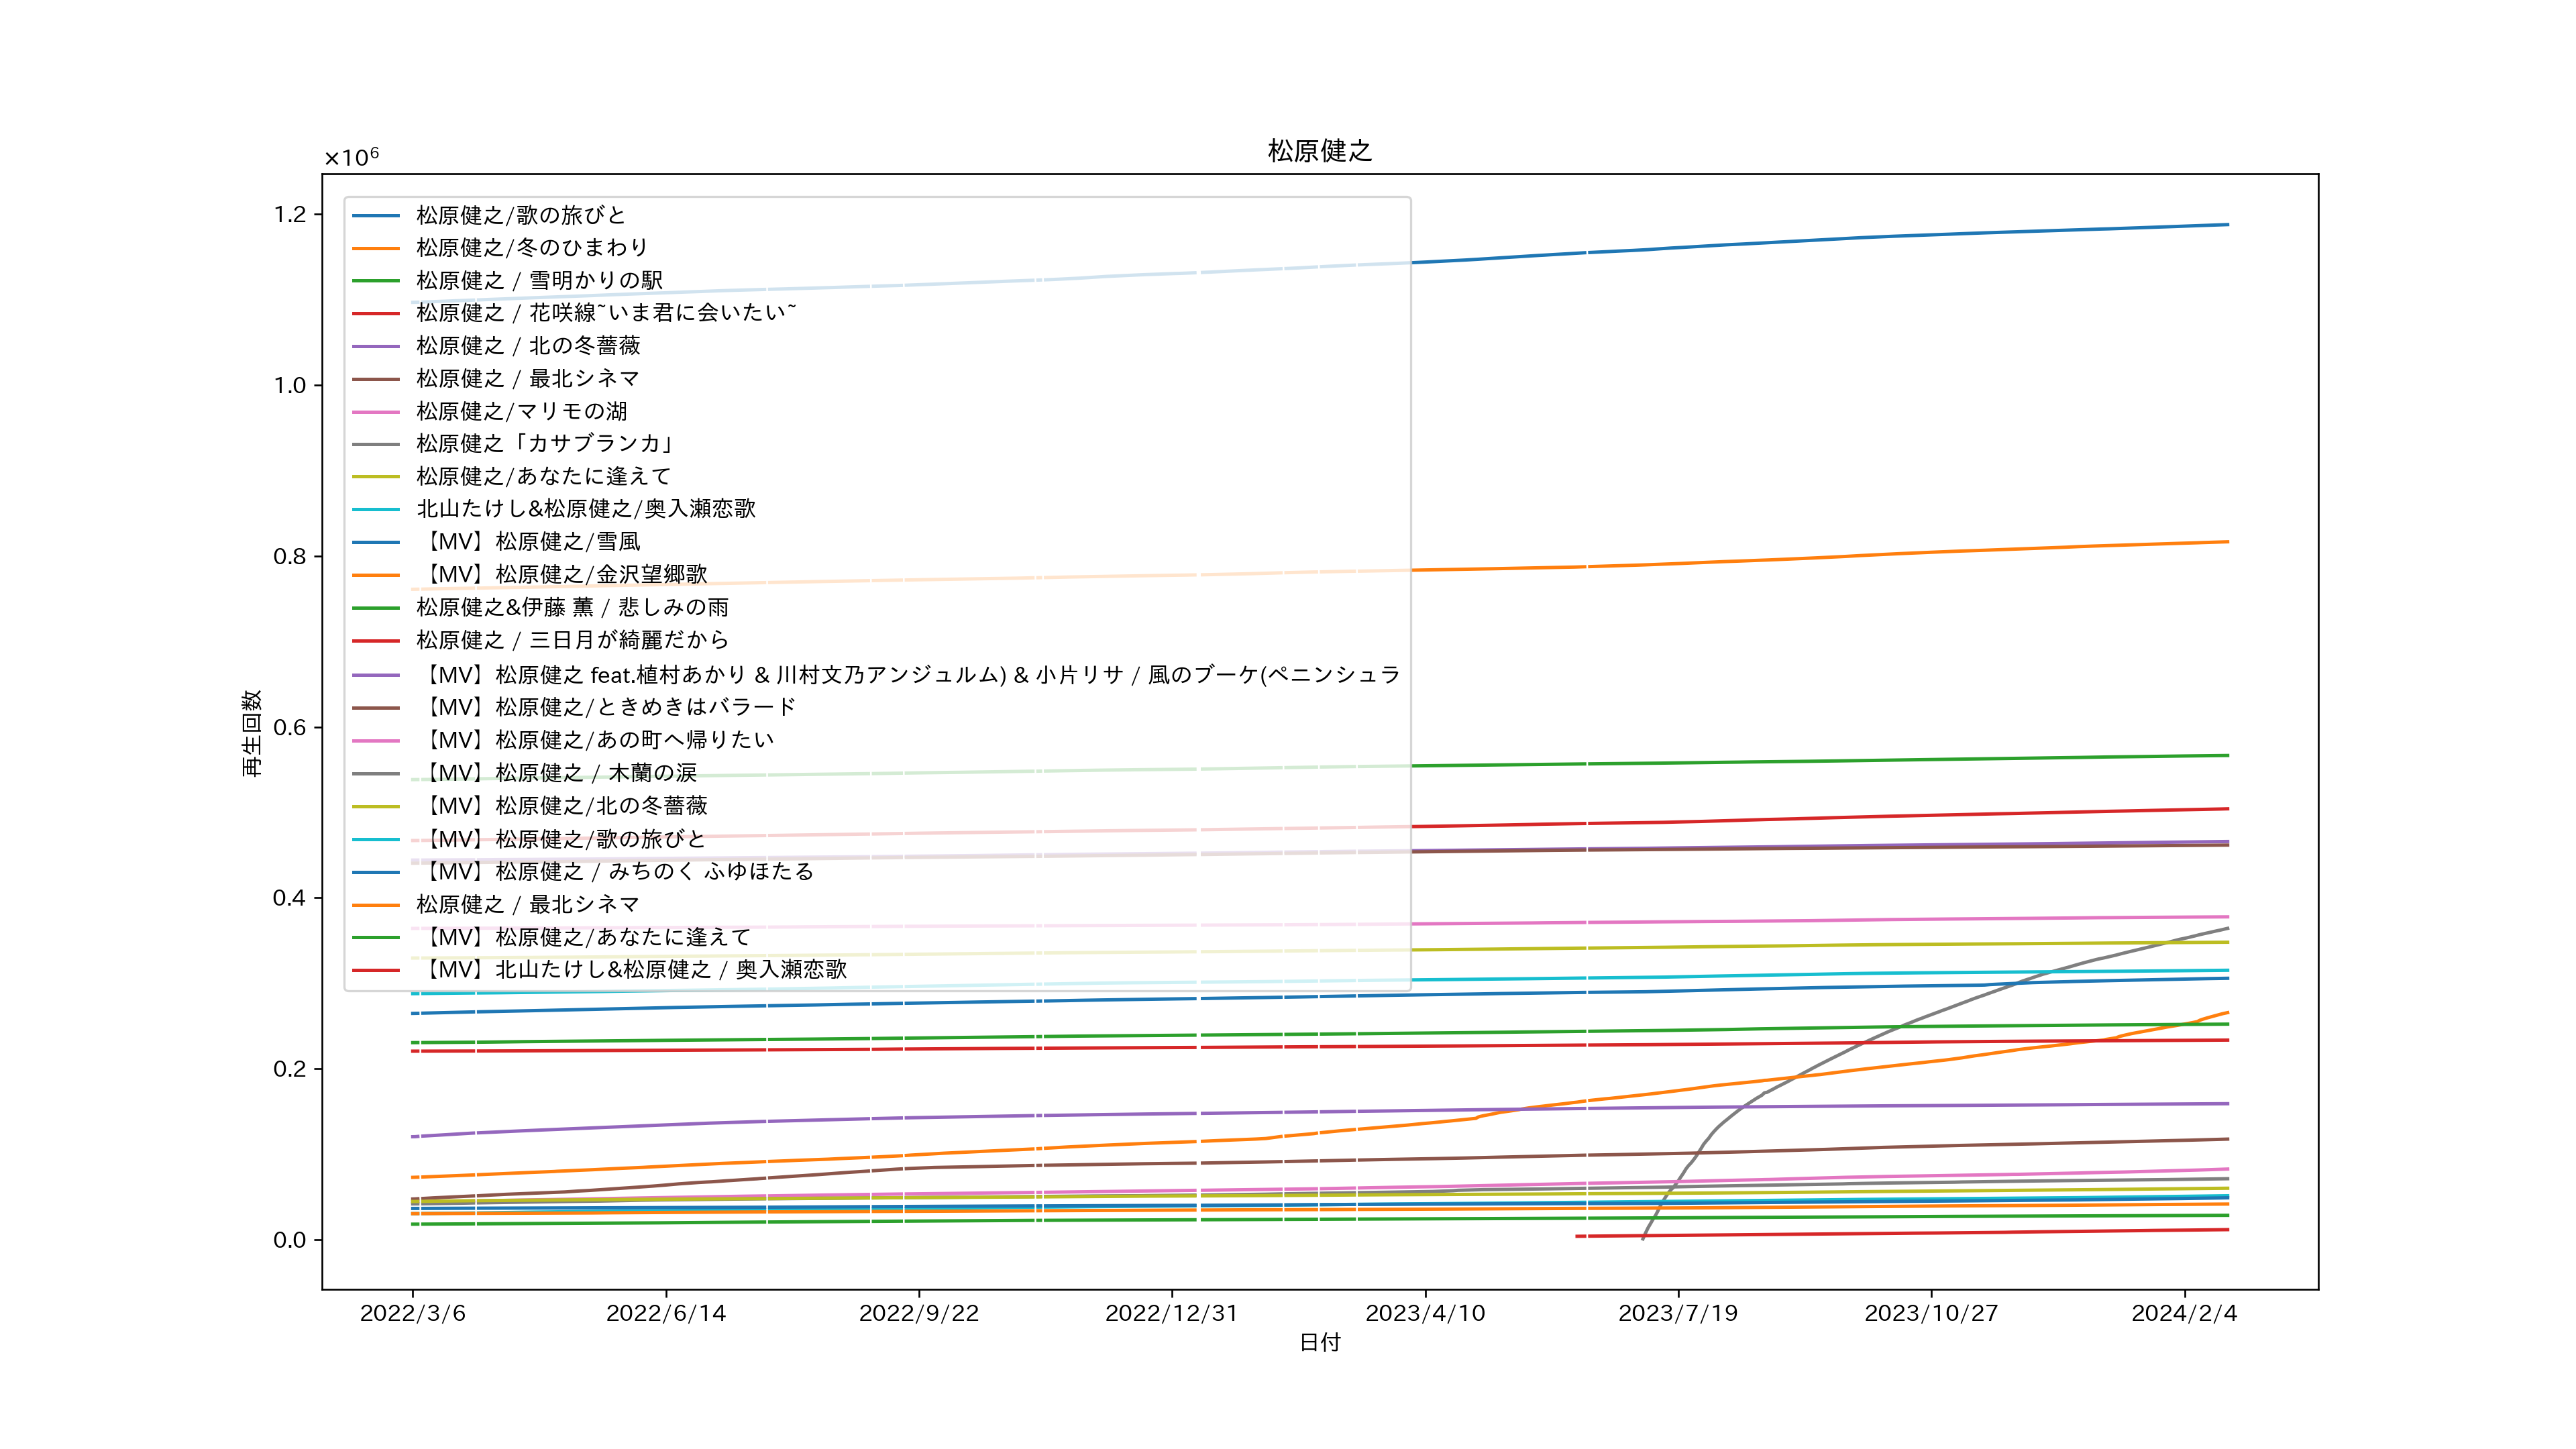 松原健之
×10⁶
1.2
1.0
0.8
0.6
0.4
0.2
0.0
再生回数
松原健之/歌の旅びと
松原健之/冬のひまわり
松原健之 / 雪明かりの駅
松原健之 / 花咲線~いま君に会いたい~
松原健之 / 北の冬薔薇
松原健之 / 最北シネマ
松原健之/マリモの湖
松原健之「カサブランカ」
松原健之/あなたに逢えて
北山たけし&松原健之/奥入瀬恋歌
【MV】松原健之/雪風
【MV】松原健之/金沢望郷歌
松原健之&伊藤 薫 / 悲しみの雨
松原健之 / 三日月が綺麗だから
【MV】松原健之 feat.植村あかり & 川村文乃アンジュルム) & 小片リサ / 風のブーケ(ペニンシュラ
【MV】松原健之/ときめきはバラード
【MV】松原健之/あの町へ帰りたい
【MV】松原健之 / 木蘭の涙
【MV】松原健之/北の冬薔薇
【MV】松原健之/歌の旅びと
【MV】松原健之 / みちのく ふゆほたる
松原健之 / 最北シネマ
【MV】松原健之/あなたに逢えて
【MV】北山たけし&松原健之 / 奥入瀬恋歌
2022/3/6 2022/6/14 2022/9/22 2022/12/31 2023/4/10 2023/7/19 2023/10/27 2024/2/4
日付